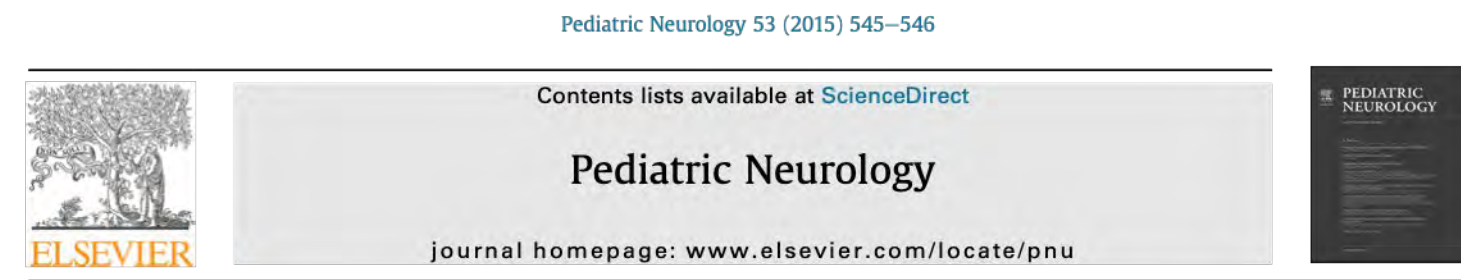 Pediatric Neurology 53 (2015) 545–546
Contents lists available at ScienceDirect
Pediatric Neurology
journal homepage: www.elsevier.com/locate/pnu
ELSEVIER
PEDIATRIC
NEUROLOGY